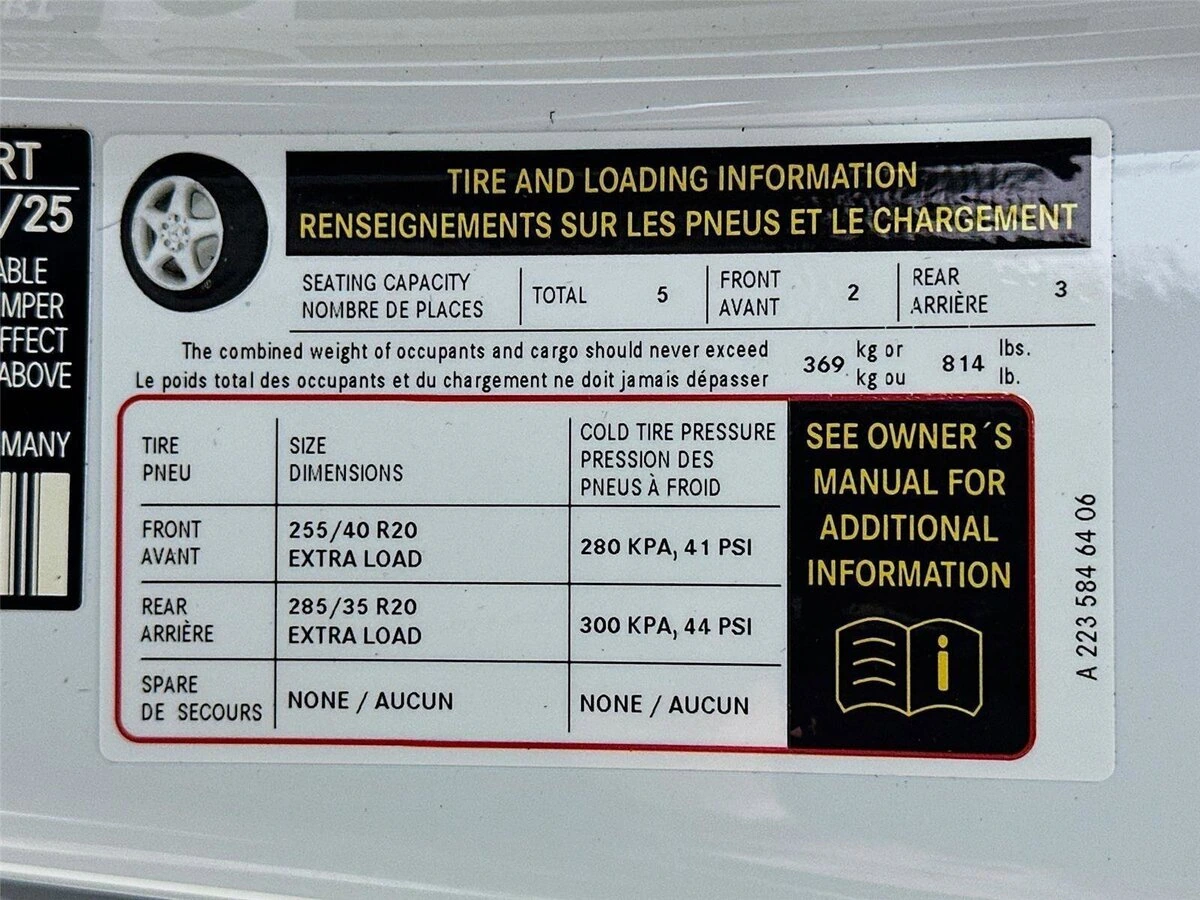 RT
/25
ABLE
MPER
FFECT
ABOVE
MANY
TIRE AND LOADING INFORMATION
RENSEIGNEMENTS SUR LES PNEUS ET LE CHARGEMENT
SEATING CAPACITY
NOMBRE DE PLACES
TOTAL 5
FRONT
AVANT
2
REAR
ARRIÈRE
3
The combined weight of occupants and cargo should never exceed
Le poids total des occupants et du chargement ne doit jamais dépasser
369 kg or 814 lbs.
kg ou lb.
TIRE
PNEU
SIZE
DIMENSIONS
COLD TIRE PRESSURE
PRESSION DES
PNEUS À FROID
FRONT
AVANT
255/40 R20
EXTRA LOAD
280 KPA, 41 PSI
REAR
ARRIÈRE
285/35 R20
EXTRA LOAD
300 KPA, 44 PSI
SPARE
DE SECOURS
NONE / AUCUN
NONE / AUCUN
SEE OWNER´S
MANUAL FOR
ADDITIONAL
INFORMATION
i
A 223 584 64 06